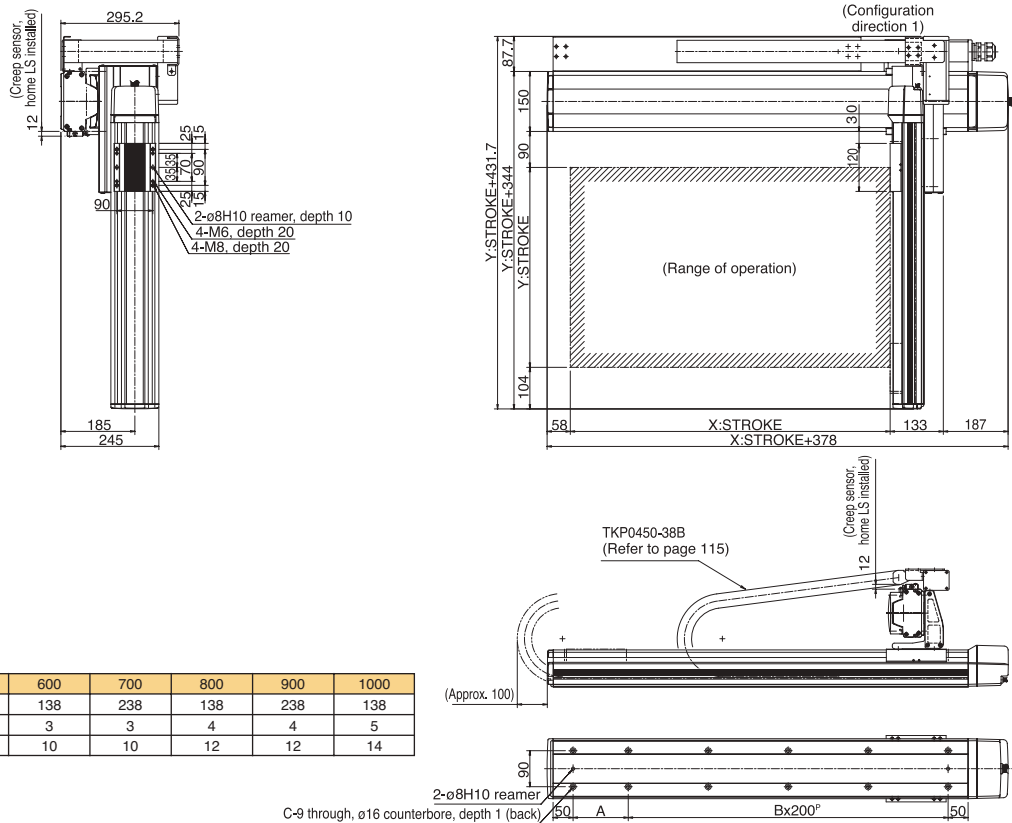 295.2
(Creep sensor,
home LS installed)
12
25
15
35
35
70
90
25
15
90
2-ø8H10 reamer, depth 10
4-M6, depth 20
4-M8, depth 20
185
245
(Configuration
direction 1)
87.7
150
30
90
120
Y:STROKE+431.7
Y:STROKE+344
Y:STROKE
(Range of operation)
104
58
X:STROKE
133
187
X:STROKE+378
(Creep sensor,
home LS installed)
12
TKP0450-38B
(Refer to page 115)
(Approx. 100)
600 700 800 900 1000
138 238 138 238 138
3 3 4 4 5
10 10 12 12 14
90
2-ø8H10 reamer
C-9 through, ø16 counterbore, depth 1 (back)
50
A
Bx200P
50